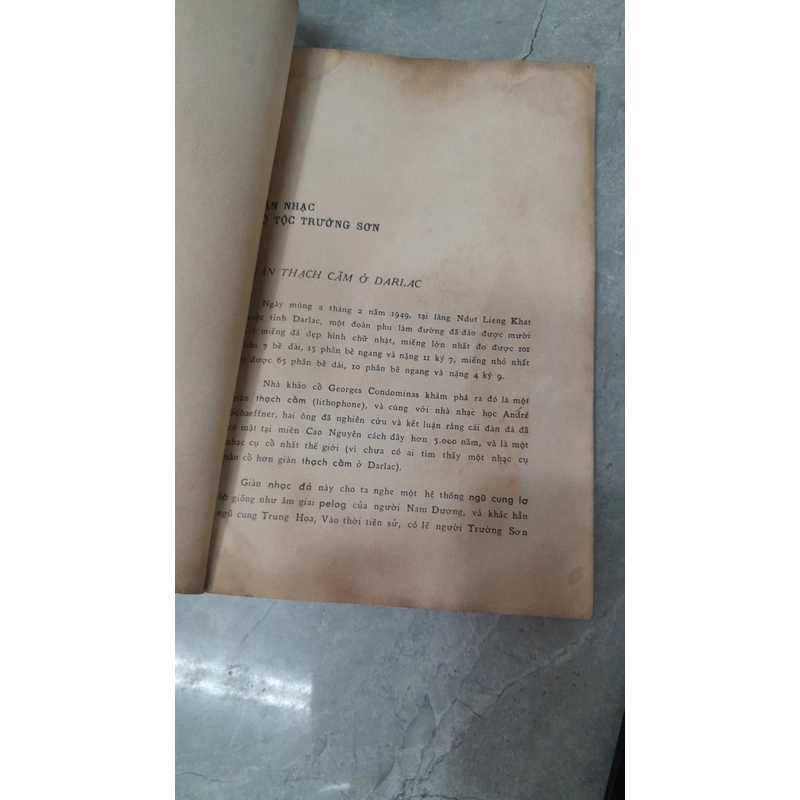 NHẠC
TỘC TRƯỜNG SƠN
THẠCH CẦM Ở DARLAC
Ngày mùng 2 tháng 2 năm 1949, tại làng Ndut Lieng Khat
tỉnh Darlac, một đoàn phu làm đường đã đào được mười
miếng đá dẹp hình chữ nhật, miếng lớn nhất đo được 101
phân 7 bề dài, 15 phân bề ngang và nặng 11 ký 7, miếng nhỏ nhất
được 65 phân bề dài, 10 phân bề ngang và nặng 4 ký 9.
Nhà khảo cổ Georges Condominas khám phá ra đó là một
giàn thạch cầm (lithophone), và cùng với nhà nhạc học André
Schaeffner, hai ông đã nghiên cứu và kết luận rằng cái đàn đá đã
có mặt tại miền Cao Nguyên cách đây hơn 5.000 năm, và là một
nhạc cụ cổ nhất thế giới (vì chưa có ai tìm thấy một nhạc cụ
nào cổ hơn giàn thạch cầm ở Darlac).
Giàn nhạc đá này cho ta nghe một hệ thống ngũ cung lơ
lớ giống như âm giai pelog của người Nam Dương, và khác hẳn
ngũ cung Trung Hoa, Vào thời tiền sử, có lẽ người Trường Sơn